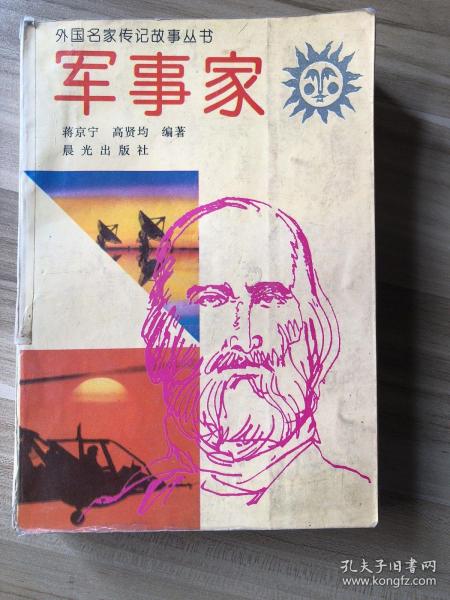 外国名家传记故事丛书
军事家
蒋京宁 高贤均 编著
晨光出版社
孔夫子旧书网
www.kongfz.com